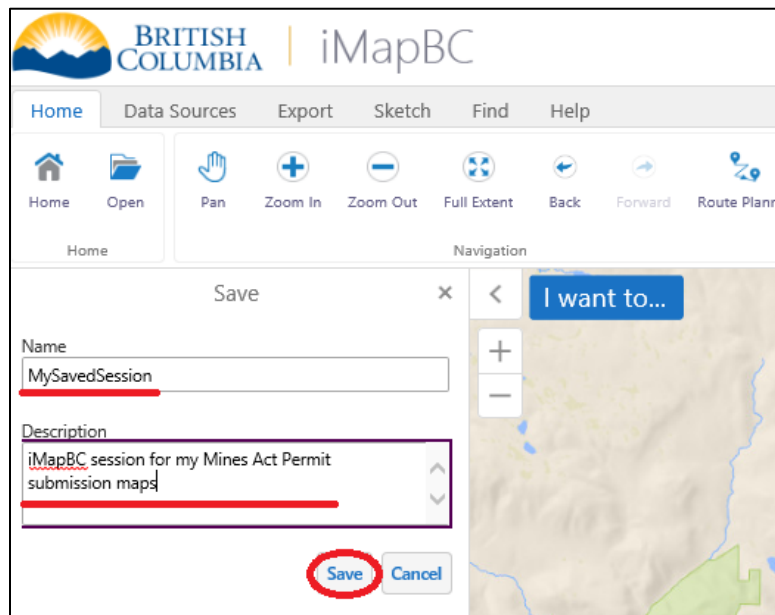 BRITISH
COLUMBIA
iMapBC
Home Data Sources Export Sketch Find Help
Home Open Pan Zoom In Zoom Out Full Extent Back Forward Route Plann
Home Navigation
Save
I want to...
Name
MySavedSession
Description
iMapBC session for my Mines Act Permit
submission maps
Save Cancel